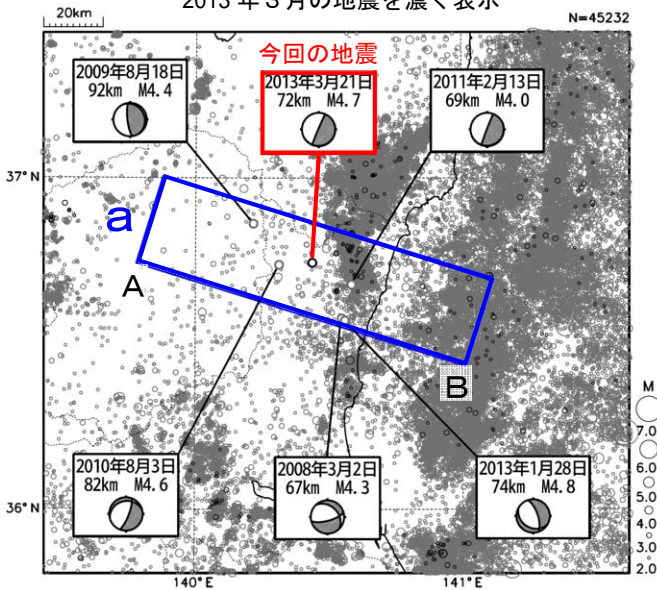 2013年3月の地震を濃く表示
20km
N=45232
今回の地震
2009年8月18日
92km M4.4
2013年3月21日
72km M4.7
2011年2月13日
69km M4.0
37°N
a
A
B
M
7.0
6.0
5.0
4.0
3.0
2.0
2010年8月3日
82km M4.6
2008年3月2日
67km M4.3
2013年1月28日
74km M4.8
36°N
140°E
141°E